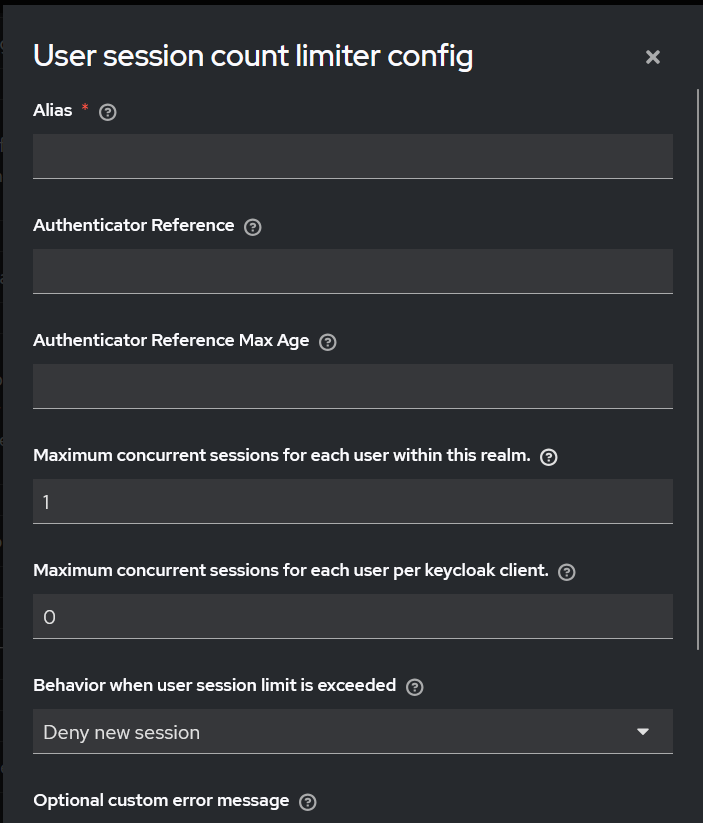 User session count limiter config
Alias *
Authenticator Reference
Authenticator Reference Max Age
Maximum concurrent sessions for each user within this realm.
1
Maximum concurrent sessions for each user per keycloak client.
0
Behavior when user session limit is exceeded
Deny new session
Optional custom error message